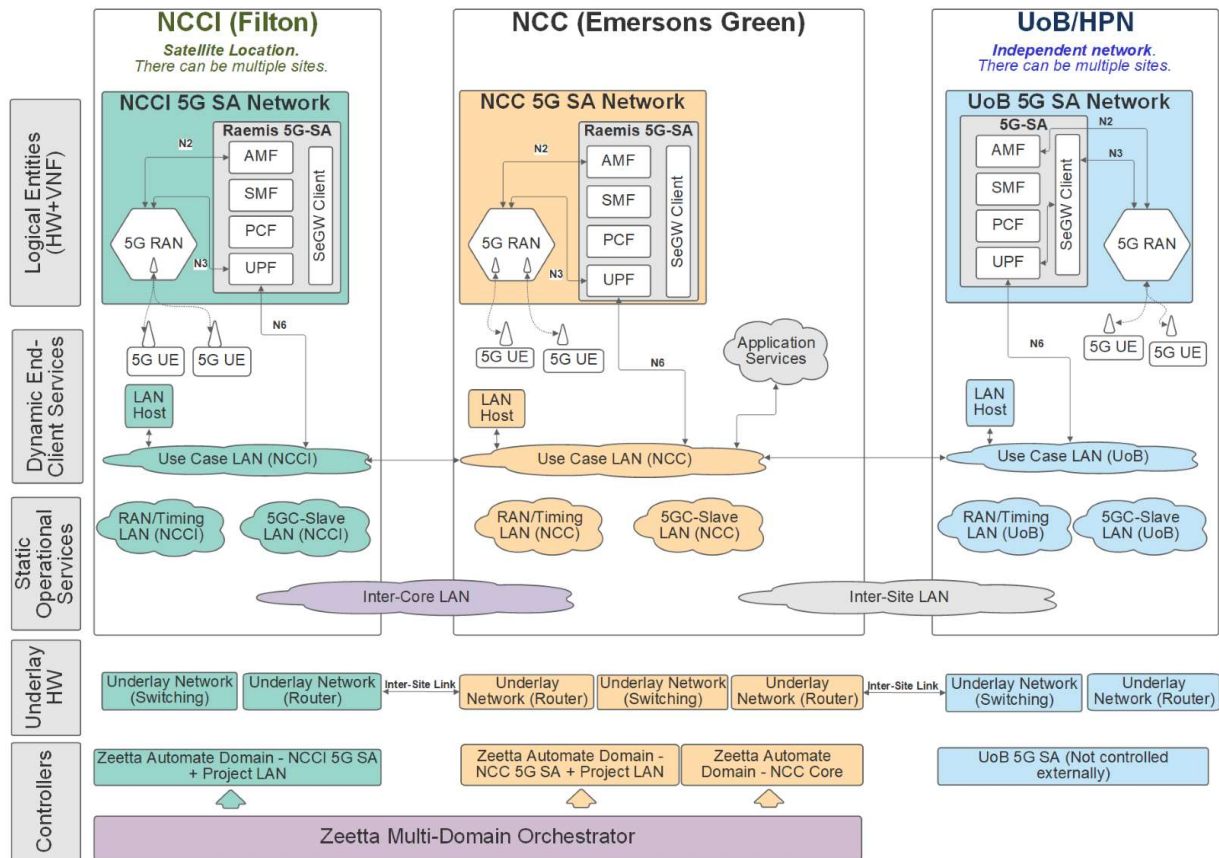 NCCI (Filton)
Satellite Location.
There can be multiple sites.
NCC (Emersons Green)
UoB/HPN
Independent network.
There can be multiple sites.
Logical Entities
(HW+VNF)
NCCI 5G SA Network
Raemis 5G-SA
N2
AMF
SMF
PCF
UPF
SeGW Client
5G RAN
N3
NCC 5G SA Network
Raemis 5G-SA
N2
AMF
SMF
PCF
UPF
SeGW Client
5G RAN
N3
UoB 5G SA Network
5G-SA
N2
AMF
N3
SMF
PCF
UPF
SeGW Client
5G RAN
Dynamic End-
Client Services
5G UE
5G UE
N6
LAN
Host
Use Case LAN (NCCI)
5G UE
5G UE
N6
Application
Services
LAN
Host
Use Case LAN (NCC)
5G UE
5G UE
N6
LAN
Host
Use Case LAN (UoB)
Static
Operational
Services
RAN/Timing
LAN (NCCI)
5GC-Slave
LAN (NCCI)
RAN/Timing
LAN (NCC)
5GC-Slave
LAN (NCC)
RAN/Timing
LAN (UoB)
5GC-Slave
LAN (UoB)
Inter-Core LAN
Inter-Site LAN
Underlay
HW
Underlay Network
(Switching)
Underlay Network
(Router)
Inter-Site Link
Underlay
Network (Router)
Underlay Network
(Switching)
Underlay
Network (Router)
Inter-Site Link
Underlay Network
(Switching)
Underlay
Network (Router)
Controllers
Zeetta Automate Domain - NCCI 5G SA
+ Project LAN
Zeetta Automate Domain -
NCC 5G SA + Project LAN
Zeetta Automate
Domain - NCC Core
UoB 5G SA (Not controlled
externally)
Zeetta Multi-Domain Orchestrator